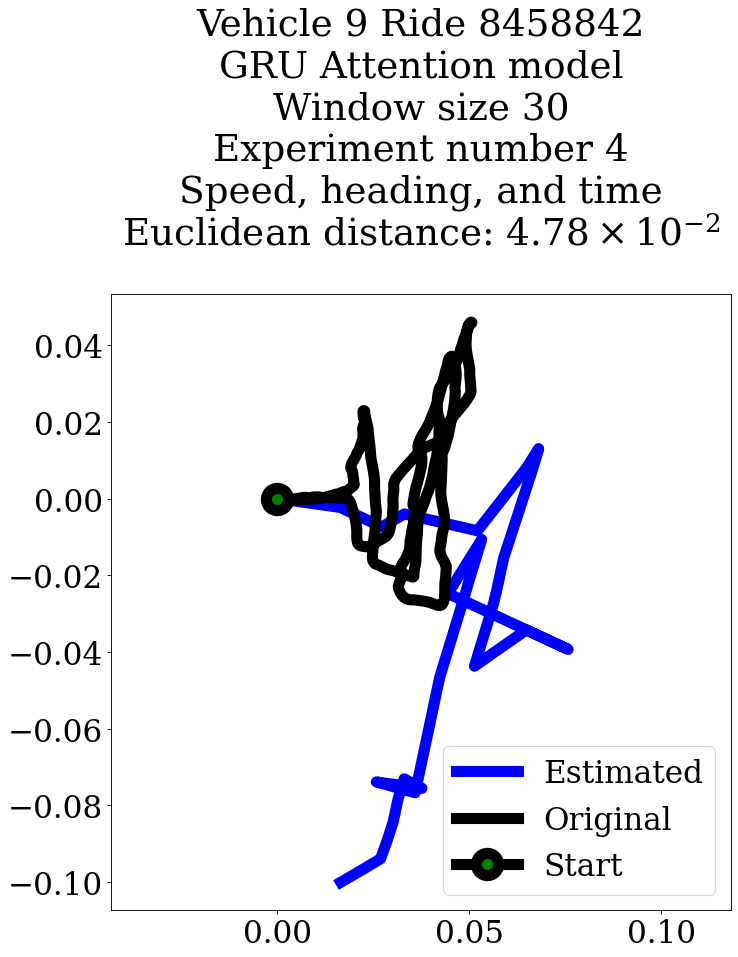 Vehicle 9 Ride 8458842
GRU Attention model
Window size 30
Experiment number 4
Speed, heading, and time
Euclidean distance: 4.78 × 10⁻²
0.04
0.02
0.00
−0.02
−0.04
−0.06
−0.08
−0.10
Estimated
Original
Start
0.00 0.05 0.10